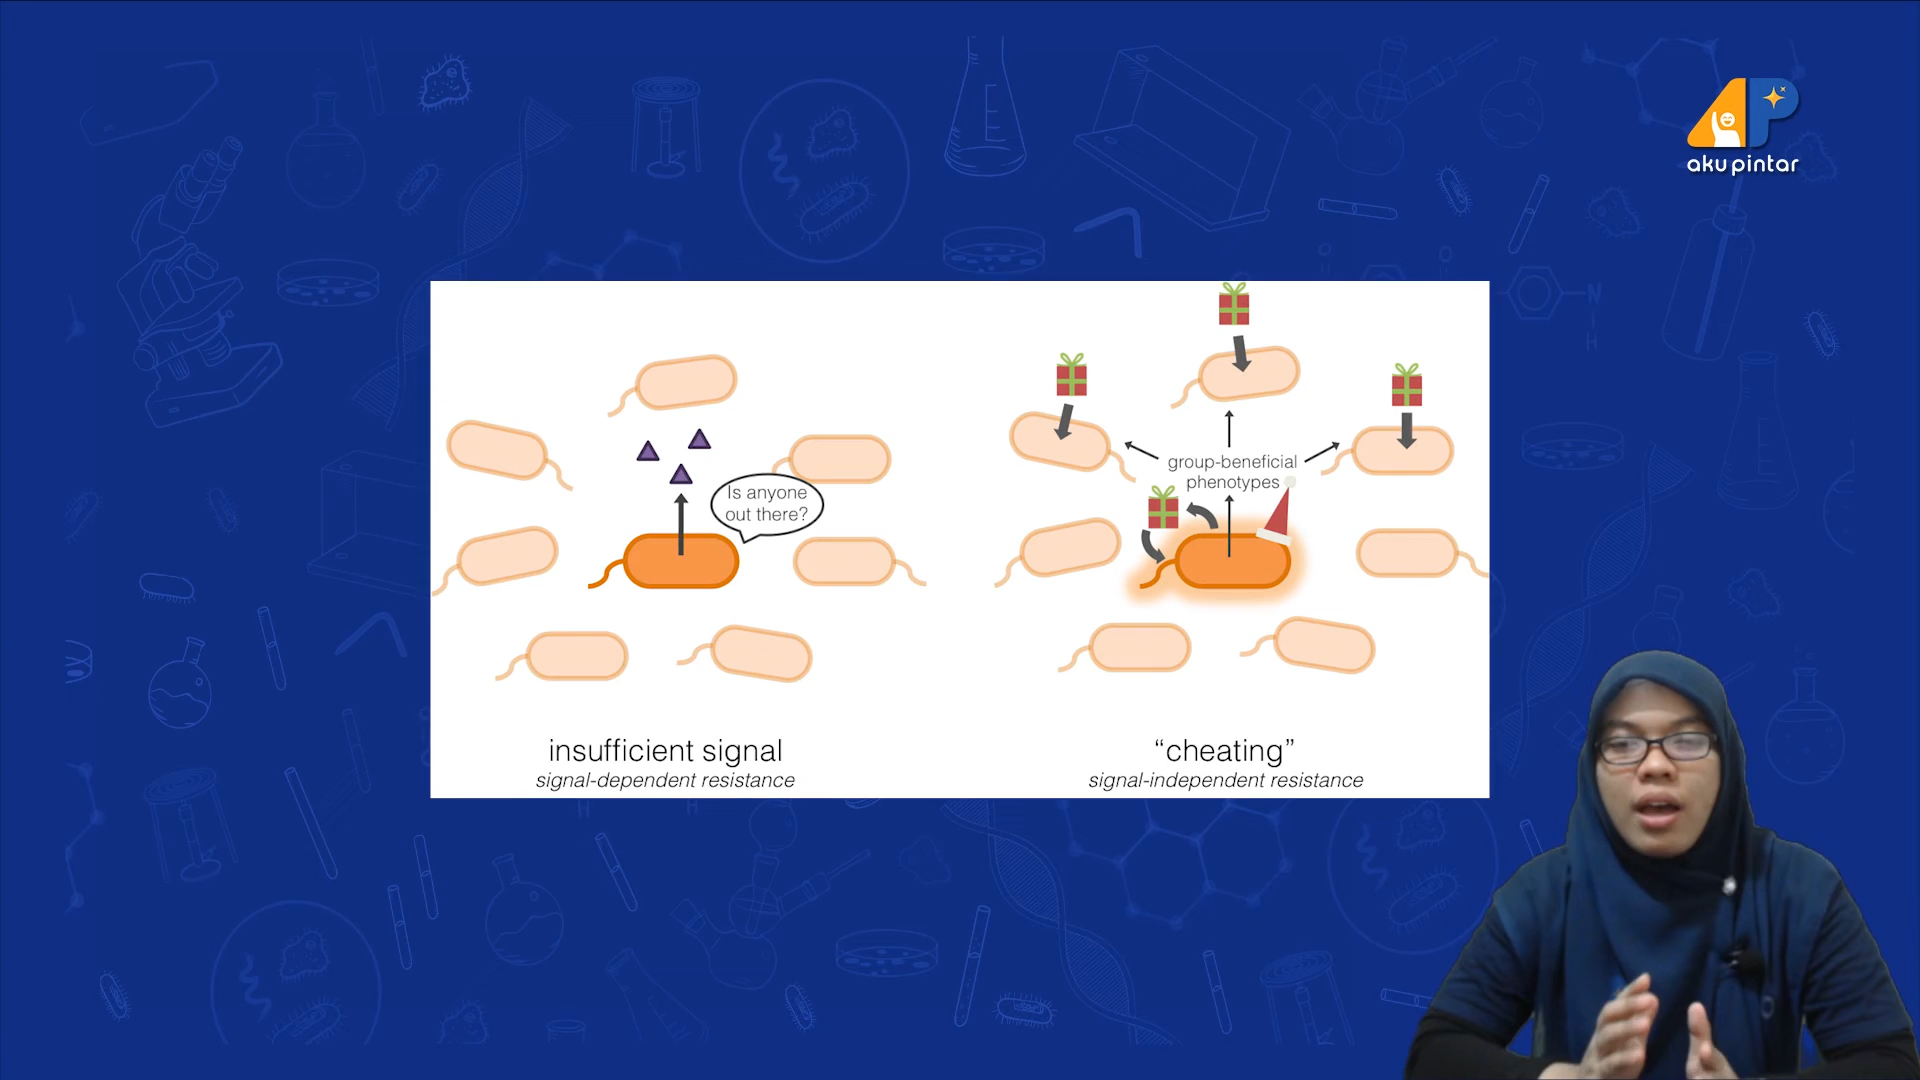 aku pintar
Is anyone
out there?
group-beneficial
phenotypes
insufficient signal
signal-dependent resistance
“cheating”
signal-independent resistance